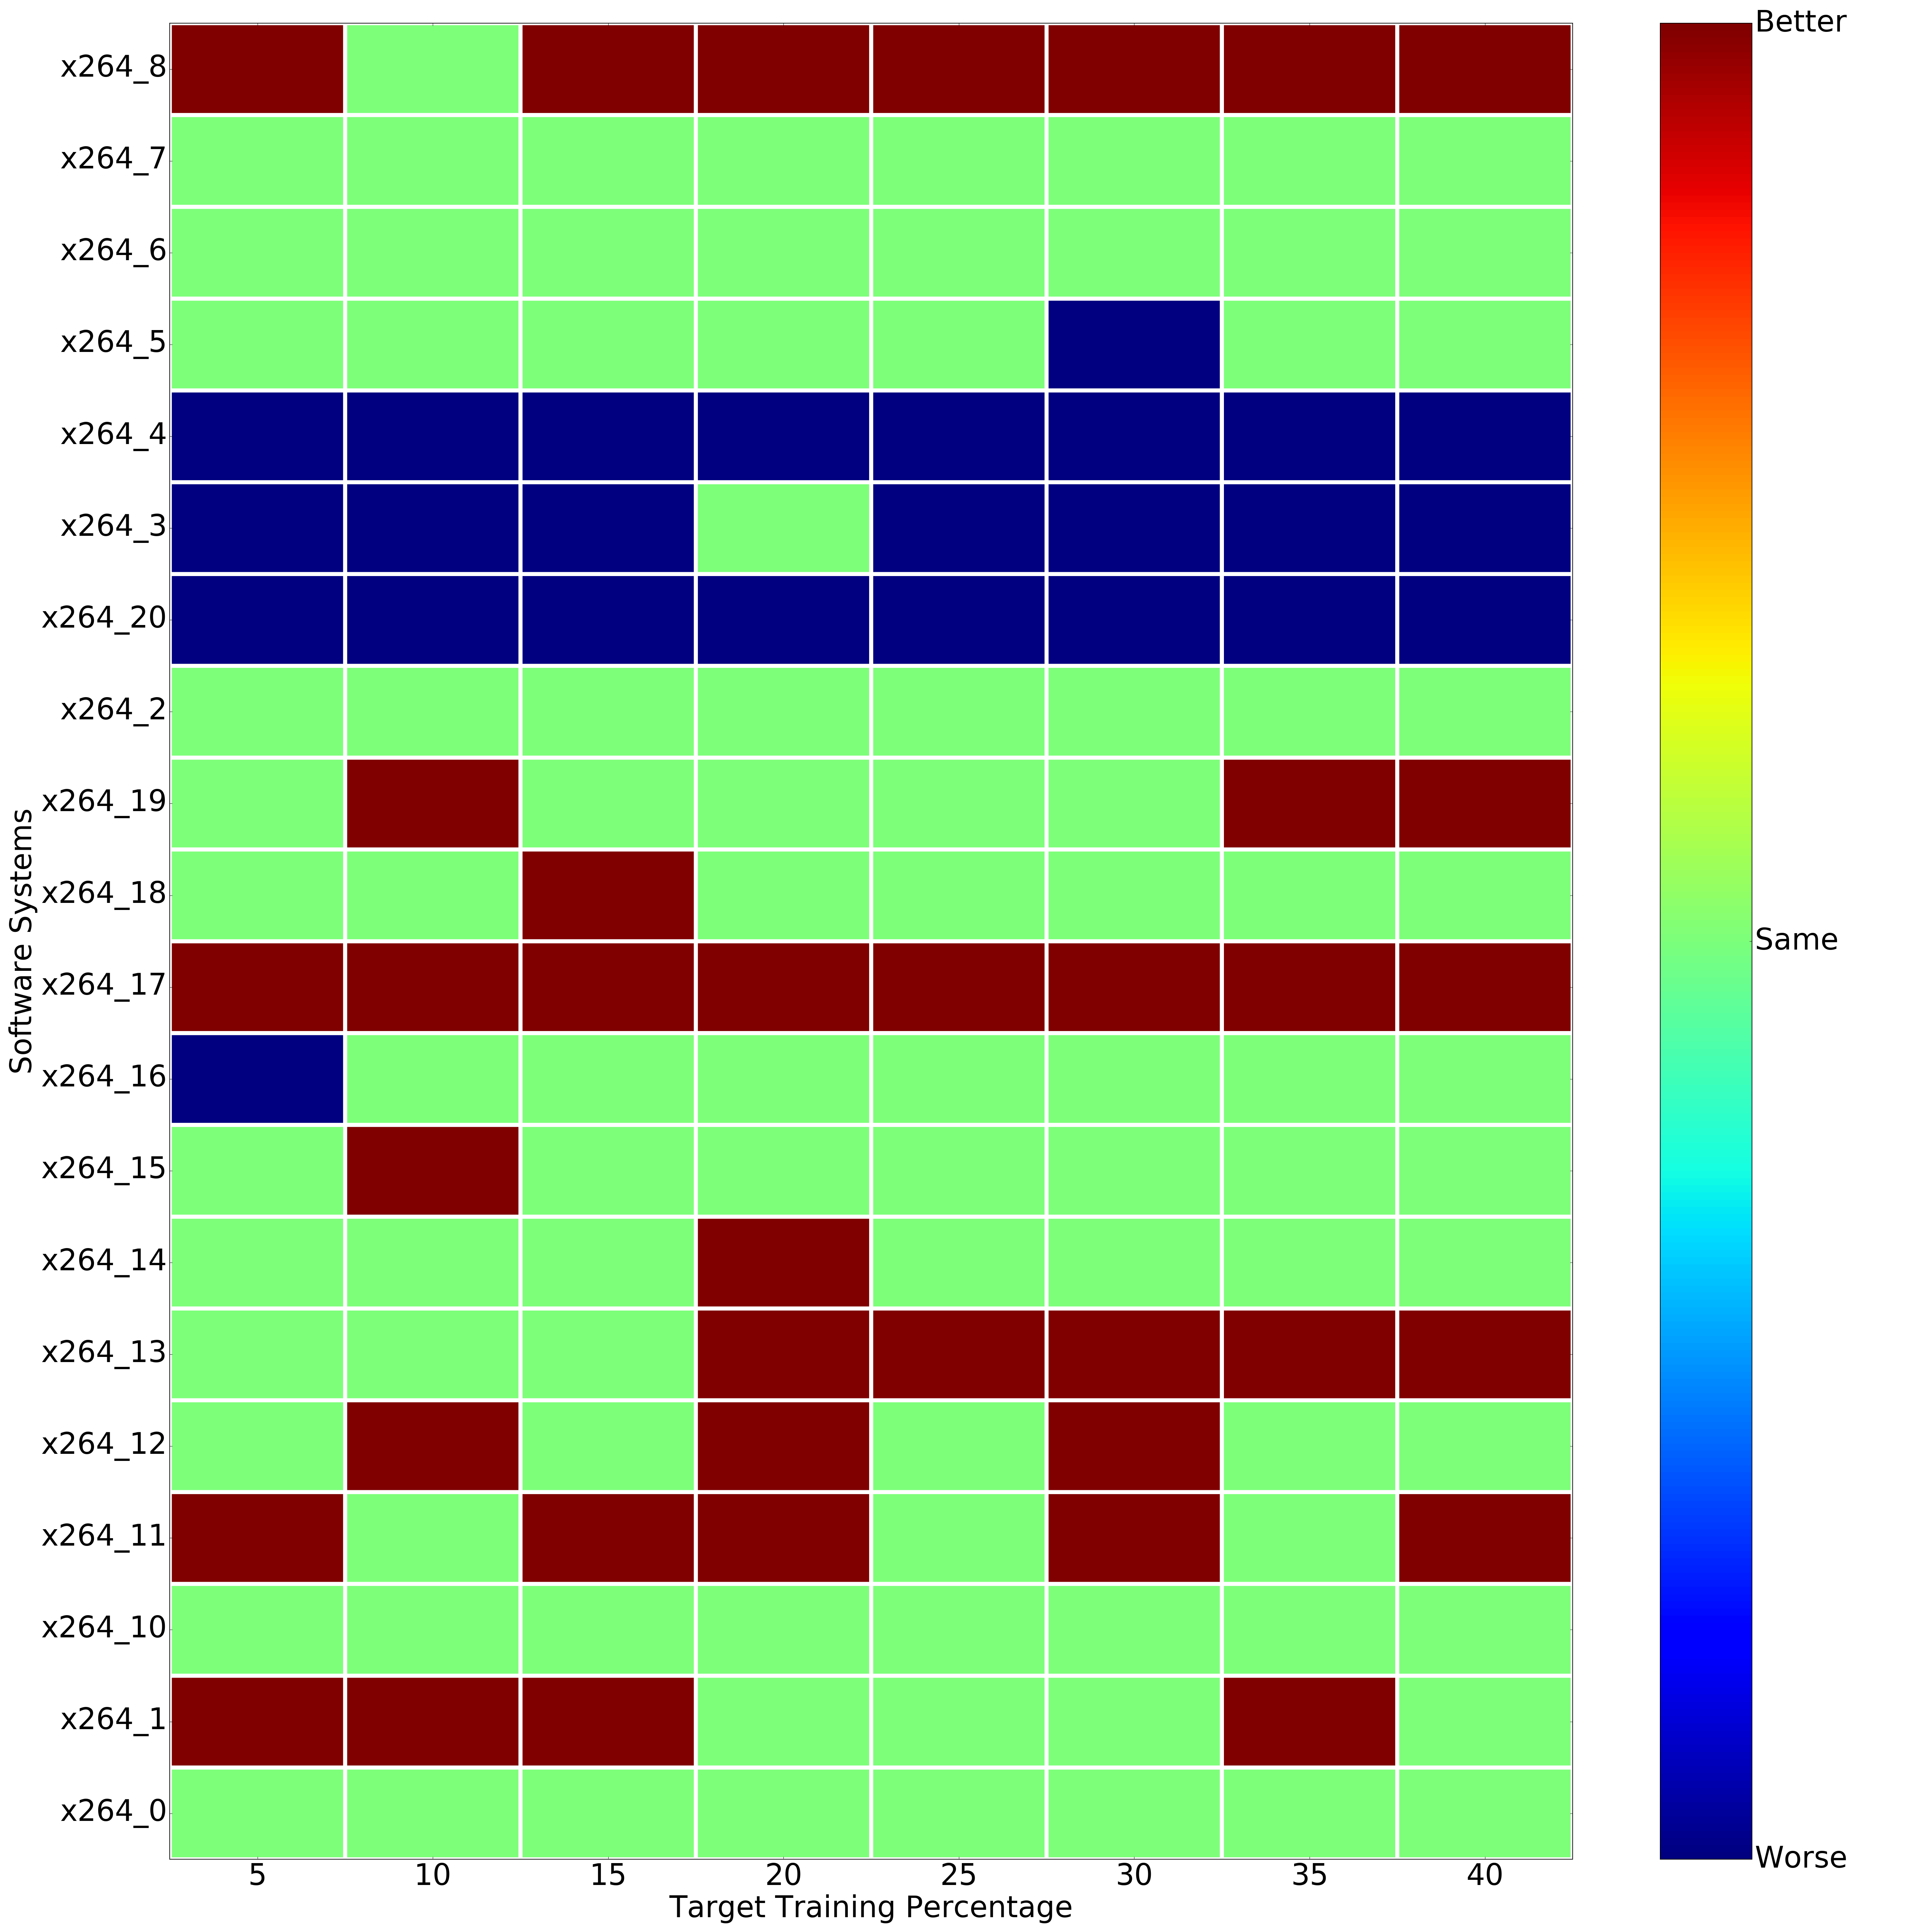 Software Systems
x264_8
x264_7
x264_6
x264_5
x264_4
x264_3
x264_20
x264_2
x264_19
x264_18
x264_17
x264_16
x264_15
x264_14
x264_13
x264_12
x264_11
x264_10
x264_1
x264_0
5 10 15 20 25 30 35 40
Target Training Percentage
Better
Same
Worse